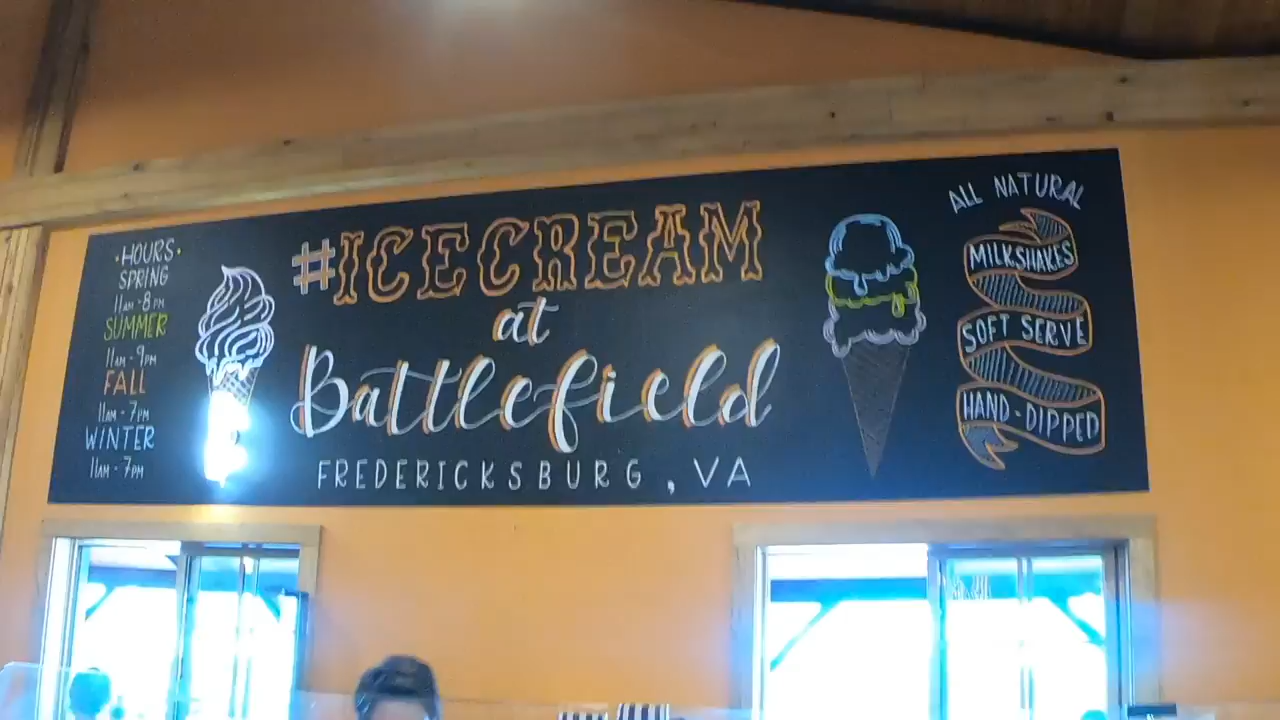 ·HOURS·
SPRING
11AM-8PM
SUMMER
11AM-9PM
FALL
11AM-7PM
WINTER
11AM-7PM
#ICECREAM
at
Battlefield
FREDERICKSBURG, VA
ALL NATURAL
MILKSHAKES
SOFT SERVE
HAND-DIPPED